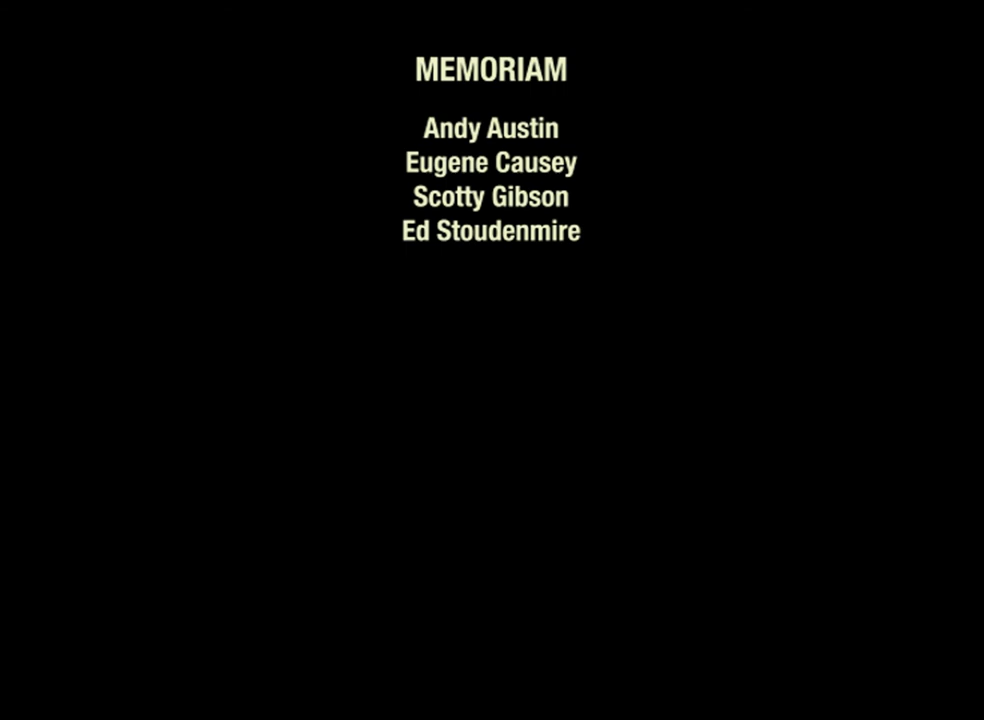 MEMORIAM
Andy Austin
Eugene Causey
Scotty Gibson
Ed Stoudenmire